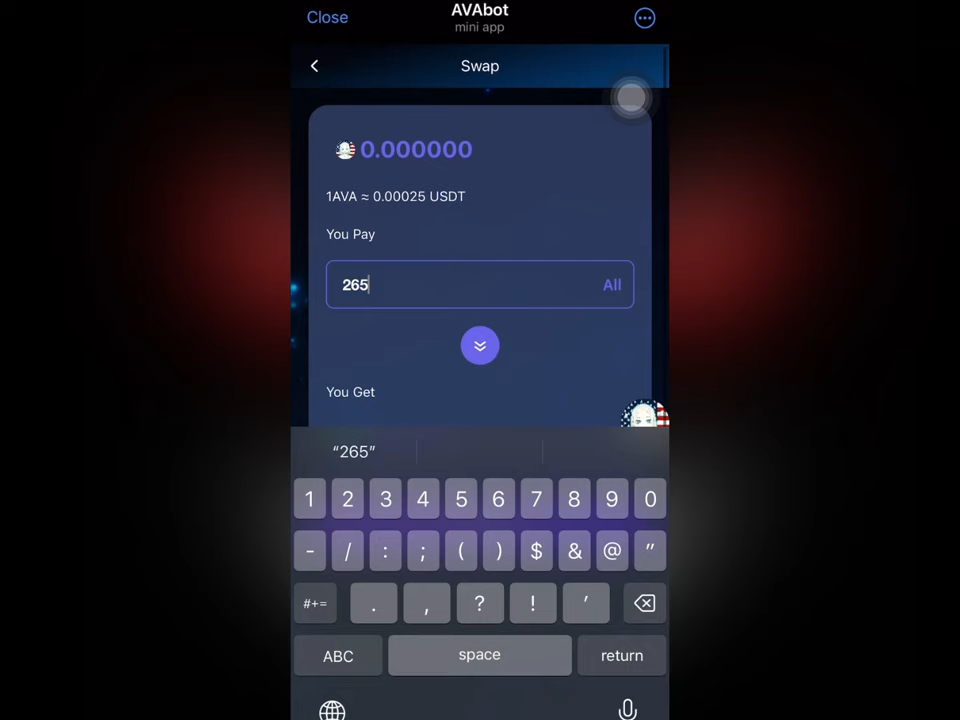 Close
AVAbot
mini app
Swap
0.000000
1AVA ≈ 0.00025 USDT
You Pay
265
All
You Get
“265”
1 2 3 4 5 6 7 8 9 0
- / : ; ( ) $ & @ ”
#+= . , ? ! ’
ABC space return